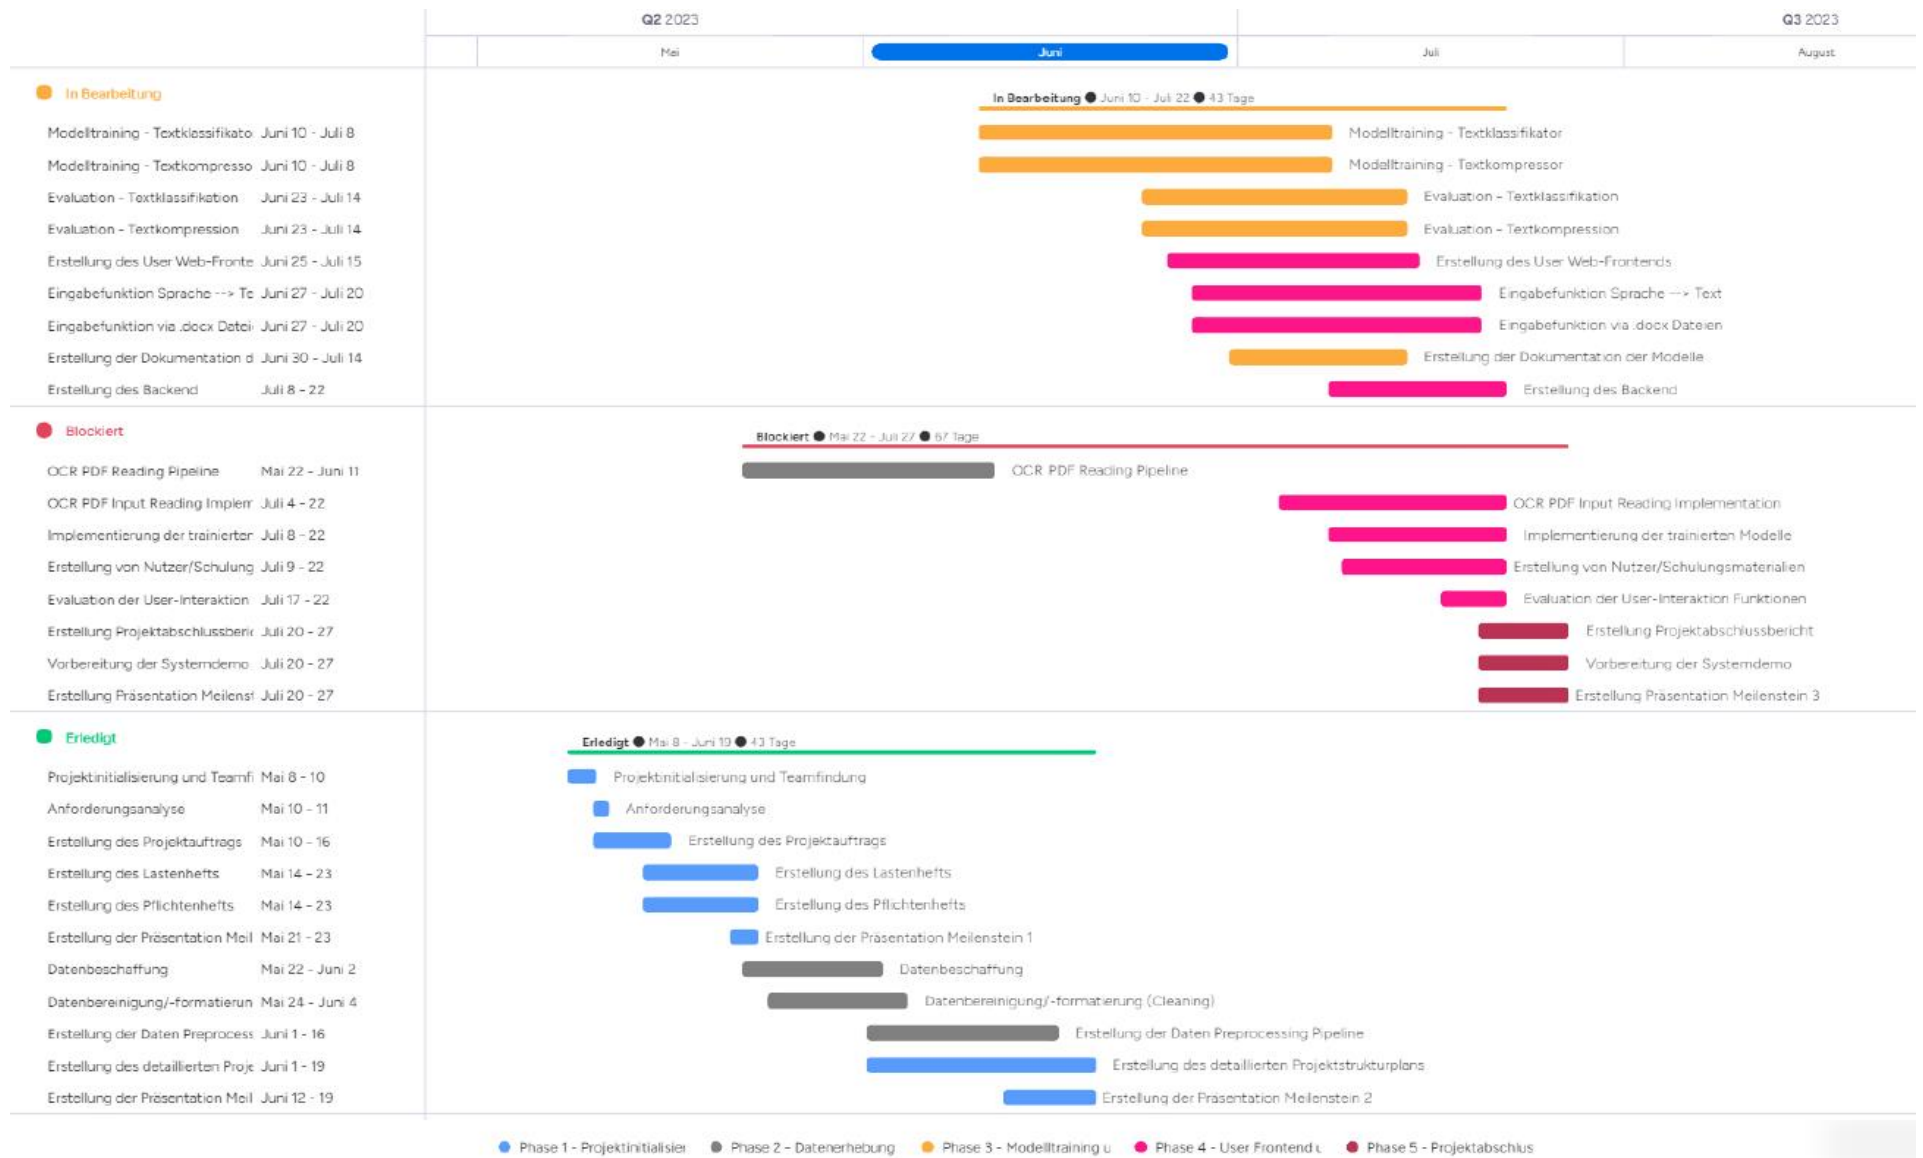 Q2 2023 Q3 2023
Mai Juni Juli August
In Bearbeitung
In Bearbeitung ● Juni 10 - Juli 22 ● 43 Tage
Modelltraining - Textklassifikato Juni 10 - Juli 8 Modelltraining - Textklassifikator
Modelltraining - Textkompresso Juni 10 - Juli 8 Modelltraining - Textkompressor
Evaluation - Textklassifikation Juni 23 - Juli 14 Evaluation - Textklassifikation
Evaluation - Textkompression Juni 23 - Juli 14 Evaluation - Textkompression
Erstellung des User Web-Fronte Juni 25 - Juli 15 Erstellung des User Web-Frontends
Eingabefunktion Sprache --> Te Juni 27 - Juli 20 Eingabefunktion Sprache --> Text
Eingabefunktion via .docx Datei Juni 27 - Juli 20 Eingabefunktion via .docx Dateien
Erstellung der Dokumentation d Juni 30 - Juli 14 Erstellung der Dokumentation der Modelle
Erstellung des Backend Juli 8 - 22 Erstellung des Backend
Blockiert
Blockiert ● Mai 22 - Juli 27 ● 67 Tage
OCR PDF Reading Pipeline Mai 22 - Juni 11 OCR PDF Reading Pipeline
OCR PDF Input Reading Implem Juli 4 - 22 OCR PDF Input Reading Implementation
Implementierung der trainierter Juli 8 - 22 Implementierung der trainierten Modelle
Erstellung von Nutzer/Schulung Juli 9 - 22 Erstellung von Nutzer/Schulungsmaterialien
Evaluation der User-Interaktion Juli 17 - 22 Evaluation der User-Interaktion Funktionen
Erstellung Projektabschlussberic Juli 20 - 27 Erstellung Projektabschlussbericht
Vorbereitung der Systemdemo Juli 20 - 27 Vorbereitung der Systemdemo
Erstellung Präsentation Meilenst Juli 20 - 27 Erstellung Präsentation Meilenstein 3
Erledigt
Erledigt ● Mai 8 - Juni 19 ● 43 Tage
Projektinitialisierung und Teamfi Mai 8 - 10 Projektinitialisierung und Teamfindung
Anforderungsanalyse Mai 10 - 11 Anforderungsanalyse
Erstellung des Projektauftrags Mai 10 - 16 Erstellung des Projektauftrags
Erstellung des Lastenhefts Mai 14 - 23 Erstellung des Lastenhefts
Erstellung des Pflichtenhefts Mai 14 - 23 Erstellung des Pflichtenhefts
Erstellung der Präsentation Meil Mai 21 - 23 Erstellung der Präsentation Meilenstein 1
Datenbeschaffung Mai 22 - Juni 2 Datenbeschaffung
Datenbereinigung/-formatierun Mai 24 - Juni 4 Datenbereinigung/-formatierung (Cleaning)
Erstellung der Daten Preprocess Juni 1 - 16 Erstellung der Daten Preprocessing Pipeline
Erstellung des detaillierten Proje Juni 1 - 19 Erstellung des detaillierten Projektstrukturplans
Erstellung der Präsentation Meil Juni 12 - 19 Erstellung der Präsentation Meilenstein 2
Phase 1 - Projektinitialisier Phase 2 - Datenerhebung Phase 3 - Modelltraining u Phase 4 - User Frontend u Phase 5 - Projektabschlus